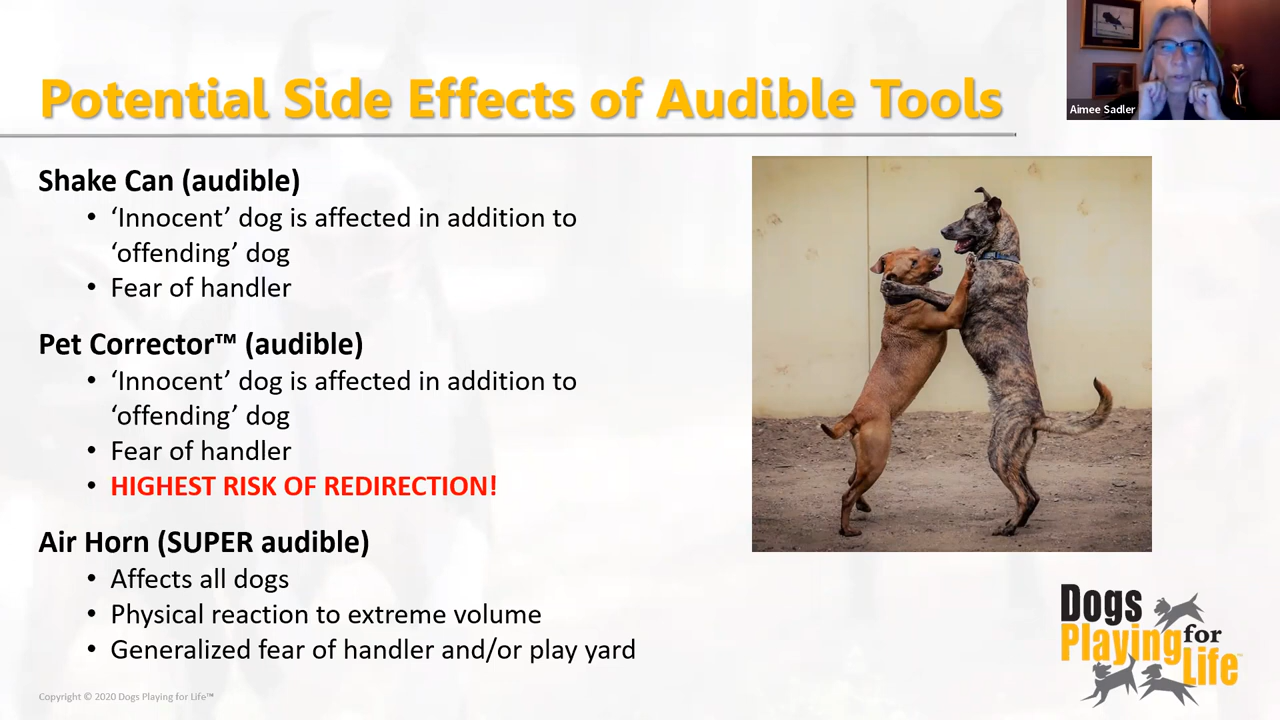 Potential Side Effects of Audible Tools
Aimee Sadler
Shake Can (audible)
• ‘Innocent’ dog is affected in addition to
‘offending’ dog
• Fear of handler
Pet Corrector™ (audible)
• ‘Innocent’ dog is affected in addition to
‘offending’ dog
• Fear of handler
• HIGHEST RISK OF REDIRECTION!
Air Horn (SUPER audible)
• Affects all dogs
• Physical reaction to extreme volume
• Generalized fear of handler and/or play yard
Dogs
Playing for
Life™
Copyright © 2020 Dogs Playing for Life™